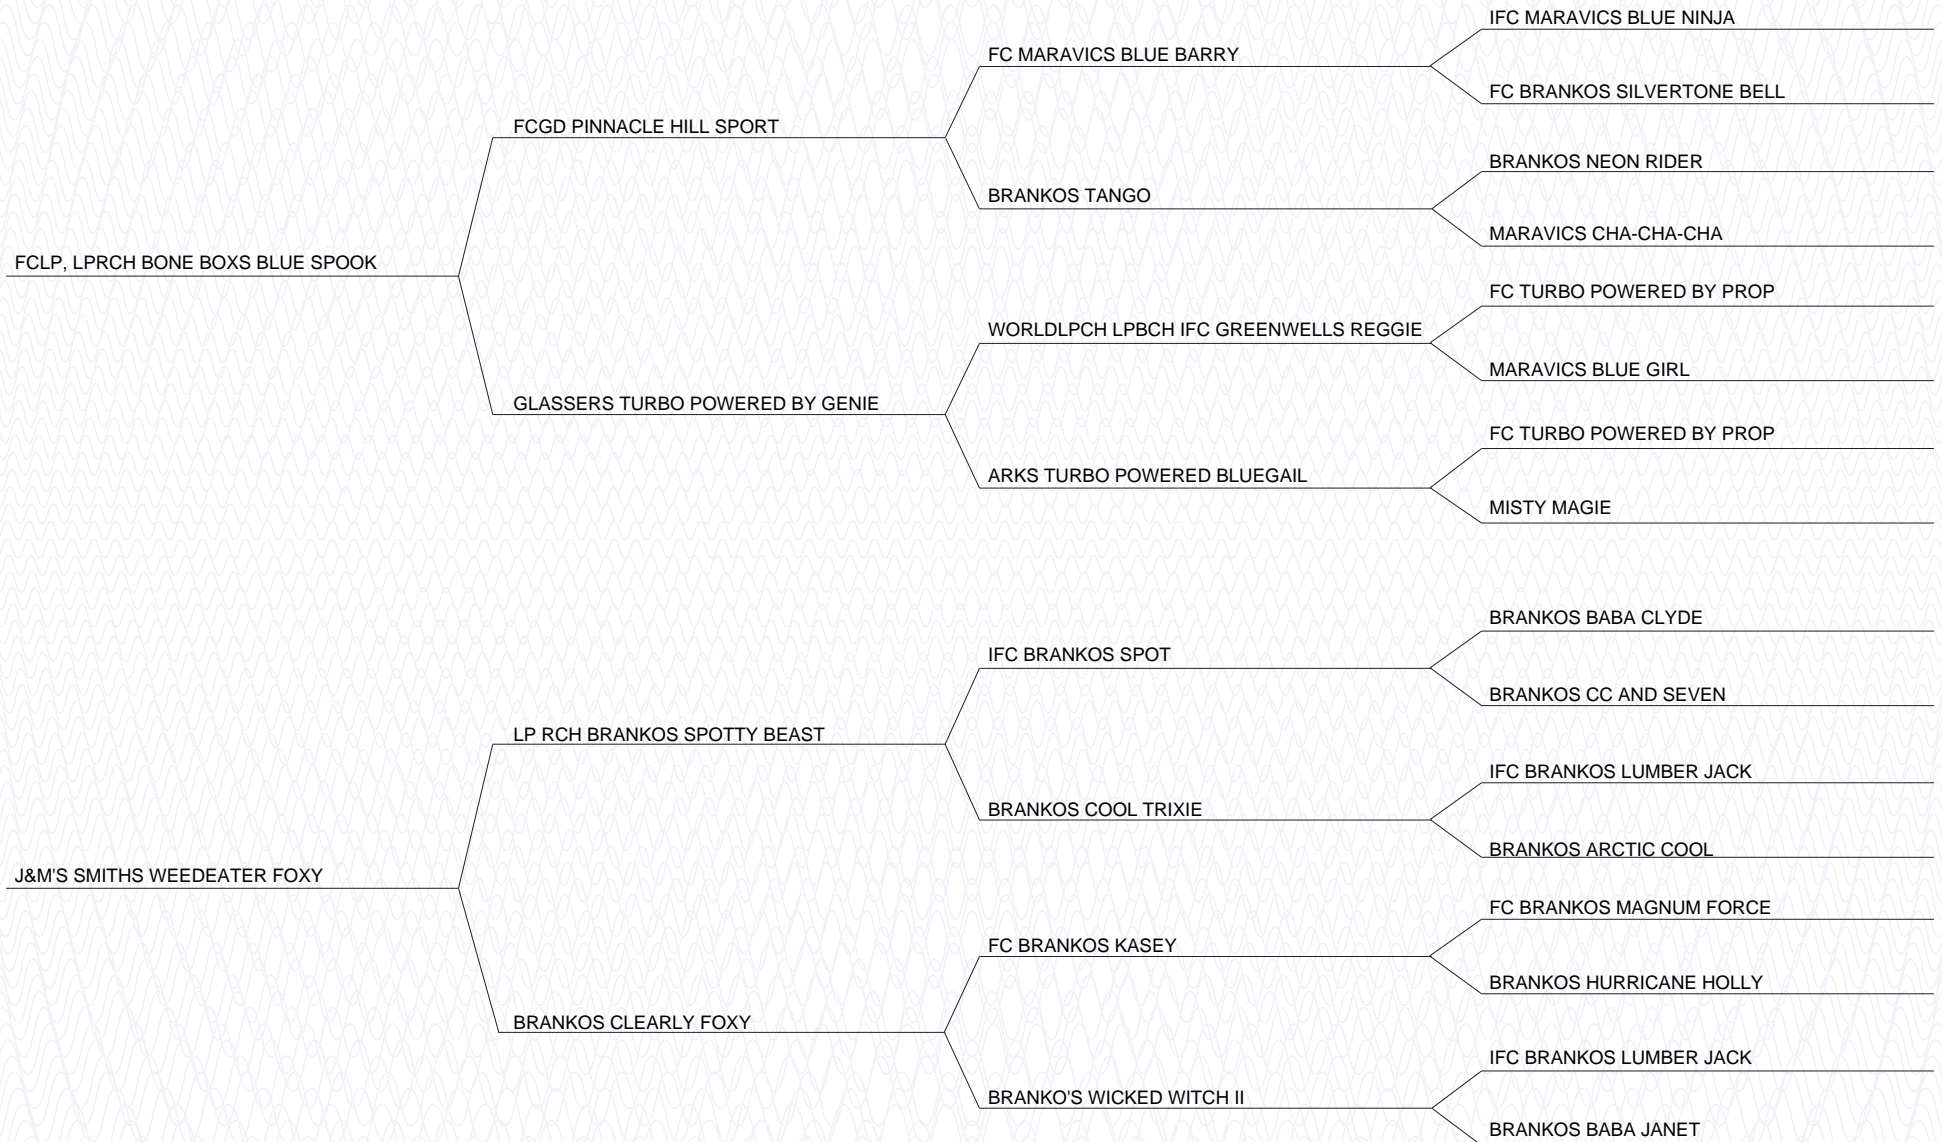 IFC MARAVICS BLUE NINJA
FC MARAVICS BLUE BARRY
FC BRANKOS SILVERTONE BELL
FCGD PINNACLE HILL SPORT
BRANKOS NEON RIDER
BRANKOS TANGO
MARAVICS CHA-CHA-CHA
FCLP, LPRCH BONE BOXS BLUE SPOOK
FC TURBO POWERED BY PROP
WORLDLPCH LPBCH IFC GREENWELLS REGGIE
MARAVICS BLUE GIRL
GLASSERS TURBO POWERED BY GENIE
FC TURBO POWERED BY PROP
ARKS TURBO POWERED BLUEGAIL
MISTY MAGIE
BRANKOS BABA CLYDE
IFC BRANKOS SPOT
BRANKOS CC AND SEVEN
LP RCH BRANKOS SPOTTY BEAST
IFC BRANKOS LUMBER JACK
BRANKOS COOL TRIXIE
BRANKOS ARCTIC COOL
J&M'S SMITHS WEEDEATER FOXY
FC BRANKOS MAGNUM FORCE
FC BRANKOS KASEY
BRANKOS HURRICANE HOLLY
BRANKOS CLEARLY FOXY
IFC BRANKOS LUMBER JACK
BRANKO'S WICKED WITCH II
BRANKOS BABA JANET